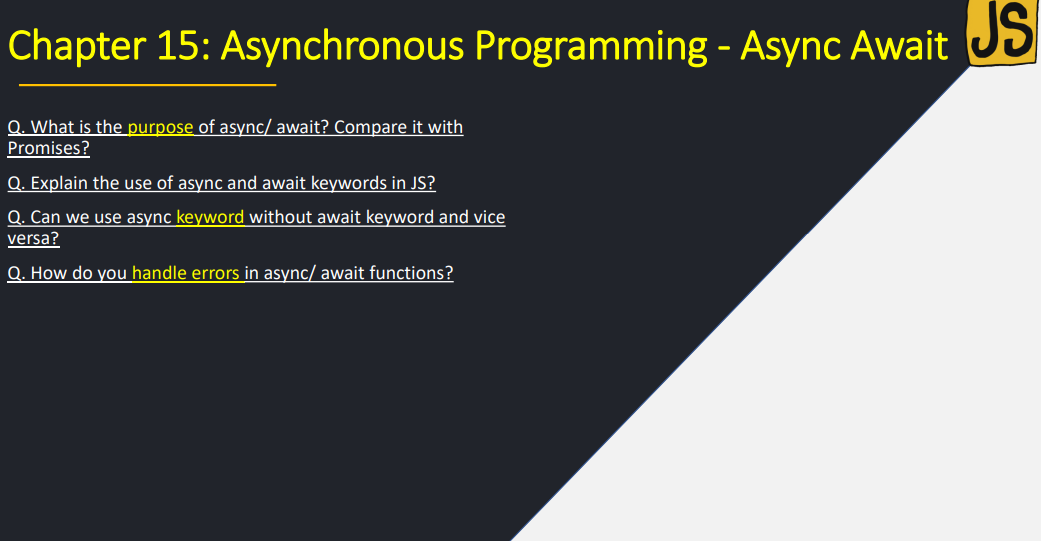 Chapter 15: Asynchronous Programming - Async Await
JS
Q. What is the purpose of async/ await? Compare it with
Promises?
Q. Explain the use of async and await keywords in JS?
Q. Can we use async keyword without await keyword and vice
versa?
Q. How do you handle errors in async/ await functions?